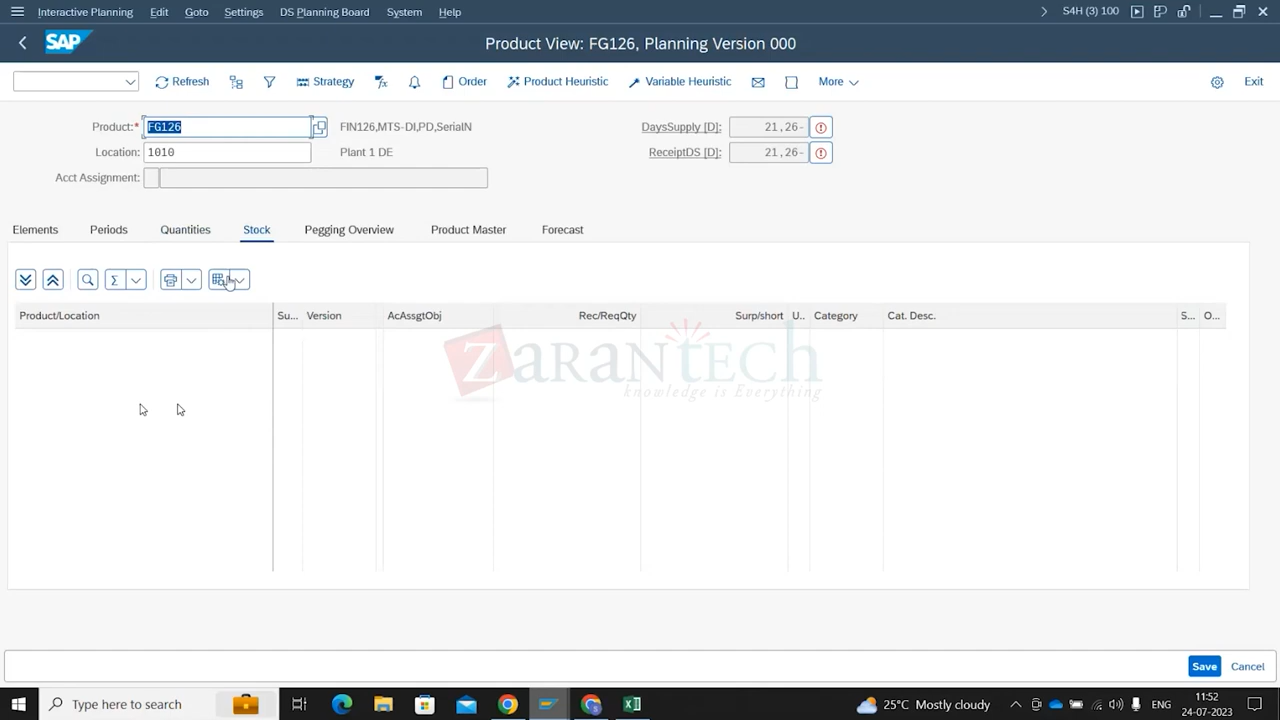 Interactive Planning Edit Goto Settings DS Planning Board System Help S4H (3) 100
SAP Product View: FG126, Planning Version 000
Refresh Strategy Order Product Heuristic Variable Heuristic More Exit
Product:* FG126 FIN126,MTS-DI,PD,SerialN DaysSupply [D]: 21,26-
Location: 1010 Plant 1 DE ReceiptDS [D]: 21,26-
Acct Assignment:
Elements Periods Quantities Stock Pegging Overview Product Master Forecast
Product/Location Su... Version AcAssgtObj Rec/ReqQty Surp/short U.. Category Cat. Desc. S... O...
zarantech
knowledge is Everything
Save Cancel
Type here to search 25°C Mostly cloudy ENG 11:52
24-07-2023